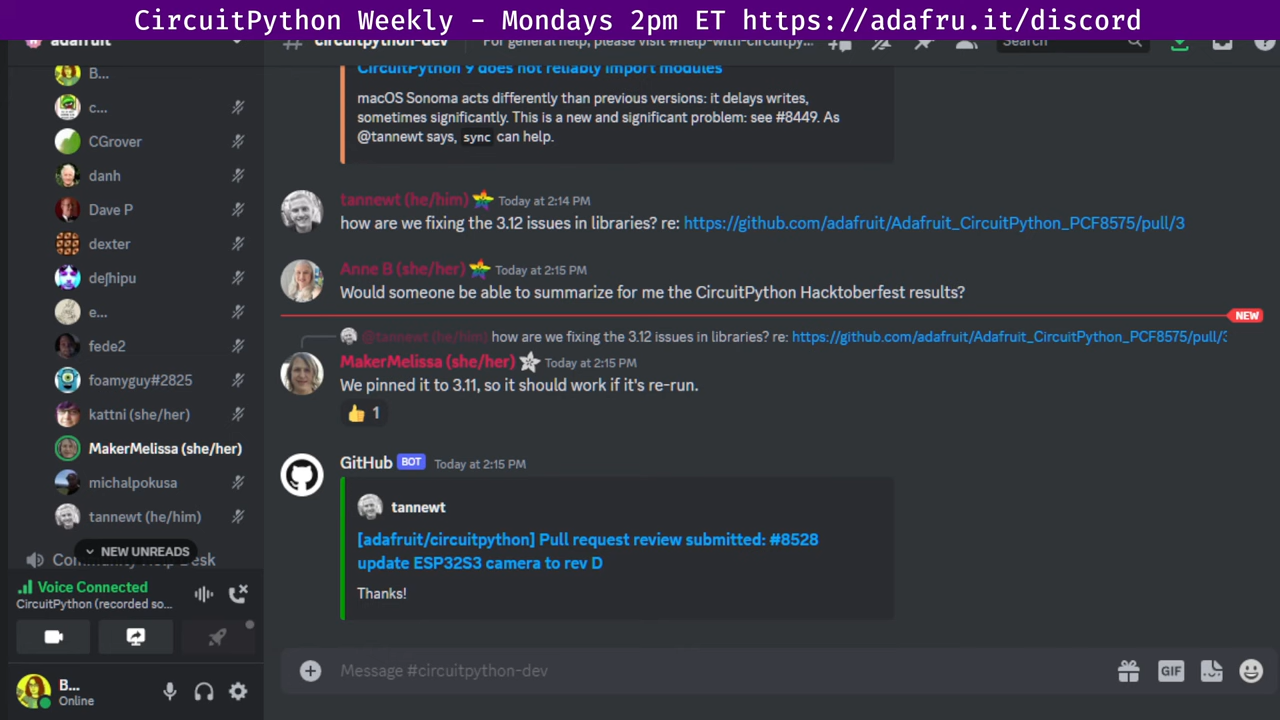 CircuitPython Weekly - Mondays 2pm ET https://adafru.it/discord
adafruit
# circuitpython-dev
For general help, please visit #help-with-circuitpy...
Search
B...
c...
CGrover
danh
Dave P
dexter
deʃhipu
e...
fede2
foamyguy#2825
kattni (she/her)
MakerMelissa (she/her)
michalpokusa
tannewt (he/him)
NEW UNREADS
Community Help Desk
Voice Connected
CircuitPython (recorded so...
B...
Online
CircuitPython 9 does not reliably import modules
macOS Sonoma acts differently than previous versions: it delays writes,
sometimes significantly. This is a new and significant problem: see #8449. As
@tannewt says, sync can help.
tannewt (he/him) Today at 2:14 PM
how are we fixing the 3.12 issues in libraries? re: https://github.com/adafruit/Adafruit_CircuitPython_PCF8575/pull/3
Anne B (she/her) Today at 2:15 PM
Would someone be able to summarize for me the CircuitPython Hacktoberfest results?
NEW
@tannewt (he/him) how are we fixing the 3.12 issues in libraries? re: https://github.com/adafruit/Adafruit_CircuitPython_PCF8575/pull/3
MakerMelissa (she/her) Today at 2:15 PM
We pinned it to 3.11, so it should work if it's re-run.
1
GitHub BOT Today at 2:15 PM
tannewt
[adafruit/circuitpython] Pull request review submitted: #8528
update ESP32S3 camera to rev D
Thanks!
Message #circuitpython-dev
GIF